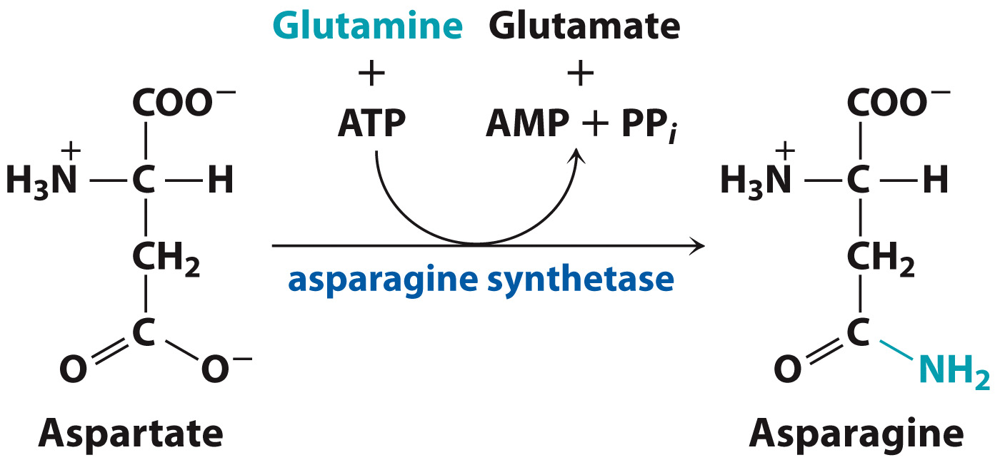 Glutamine Glutamate
+ +
ATP AMP + PPi
COO− COO−
+ +
H3N — C — H H3N — C — H
CH2 CH2
asparagine synthetase
C C
O O− O NH2
Aspartate Asparagine